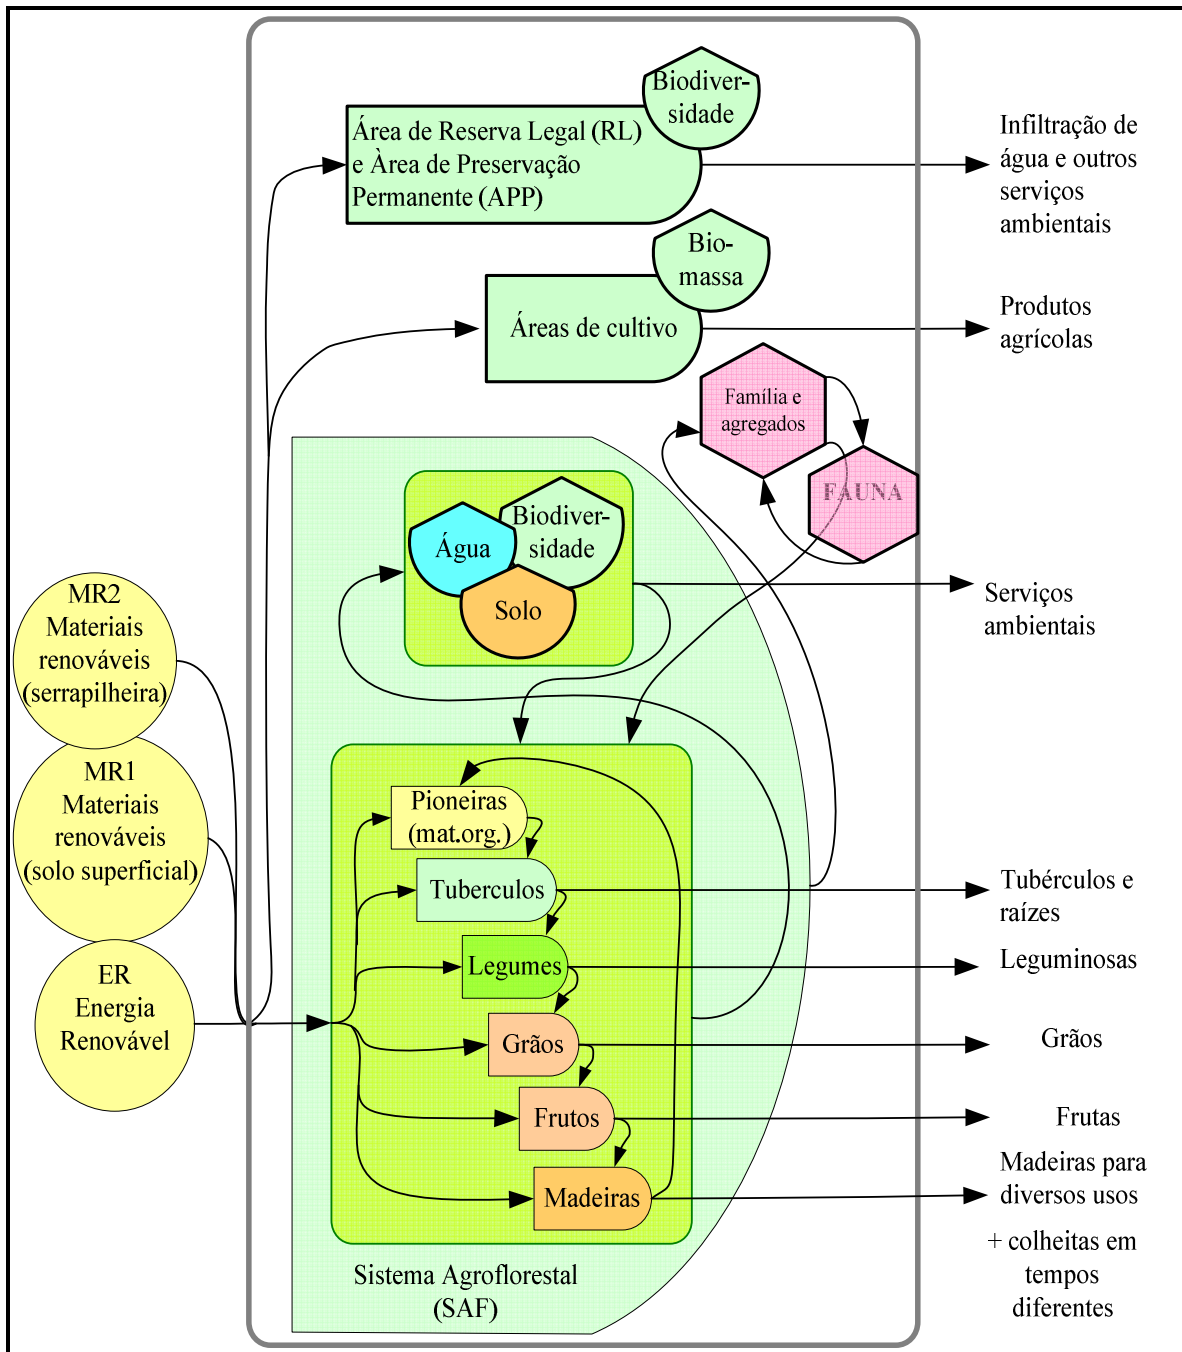 Biodiver-
sidade
Área de Reserva Legal (RL)
e Àrea de Preservação
Permanente (APP)
Infiltração de
água e outros
serviços
ambientais
Bio-
massa
Áreas de cultivo
Produtos
agrícolas
Família e
agregados
FAUNA
Água
Biodiver-
sidade
Solo
Serviços
ambientais
MR2
Materiais
renováveis
(serrapilheira)
MR1
Materiais
renováveis
(solo superficial)
ER
Energia
Renovável
Pioneiras
(mat.org.)
Tuberculos
Legumes
Grãos
Frutos
Madeiras
Tubérculos e
raízes
Leguminosas
Grãos
Frutas
Madeiras para
diversos usos
+ colheitas em
tempos
diferentes
Sistema Agroflorestal
(SAF)